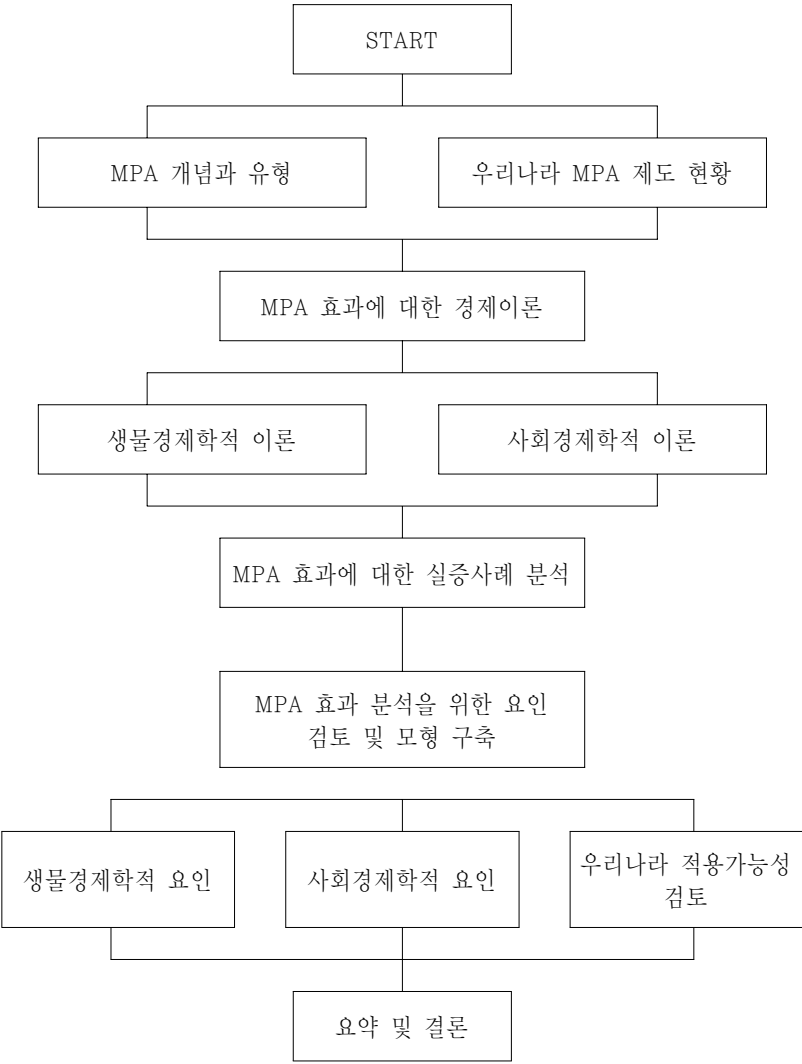 START
MPA 개념과 유형
우리나라 MPA 제도 현황
MPA 효과에 대한 경제이론
생물경제학적 이론
사회경제학적 이론
MPA 효과에 대한 실증사례 분석
MPA 효과 분석을 위한 요인
검토 및 모형 구축
생물경제학적 요인
사회경제학적 요인
우리나라 적용가능성
검토
요약 및 결론